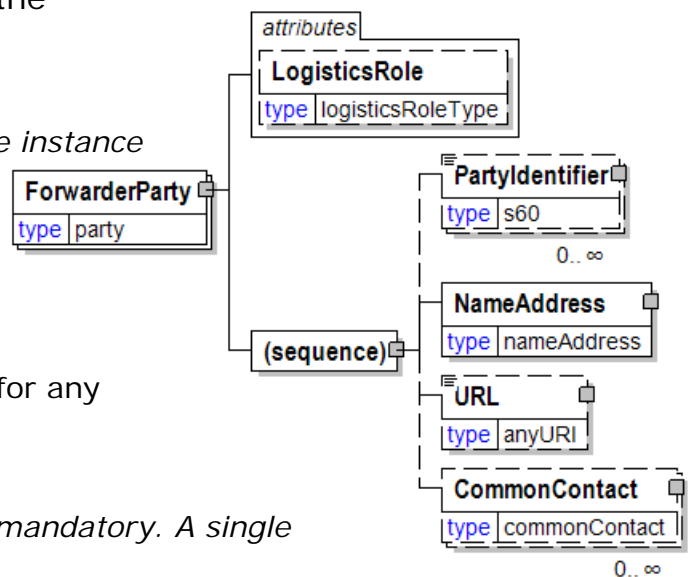 the
e instance
for any
mandatory. A single
attributes
LogisticsRole
type logisticsRoleType
ForwarderParty
type party
(sequence)
PartyIdentifier
type s60
0.. ∞
NameAddress
type nameAddress
URL
type anyURI
CommonContact
type commonContact
0.. ∞